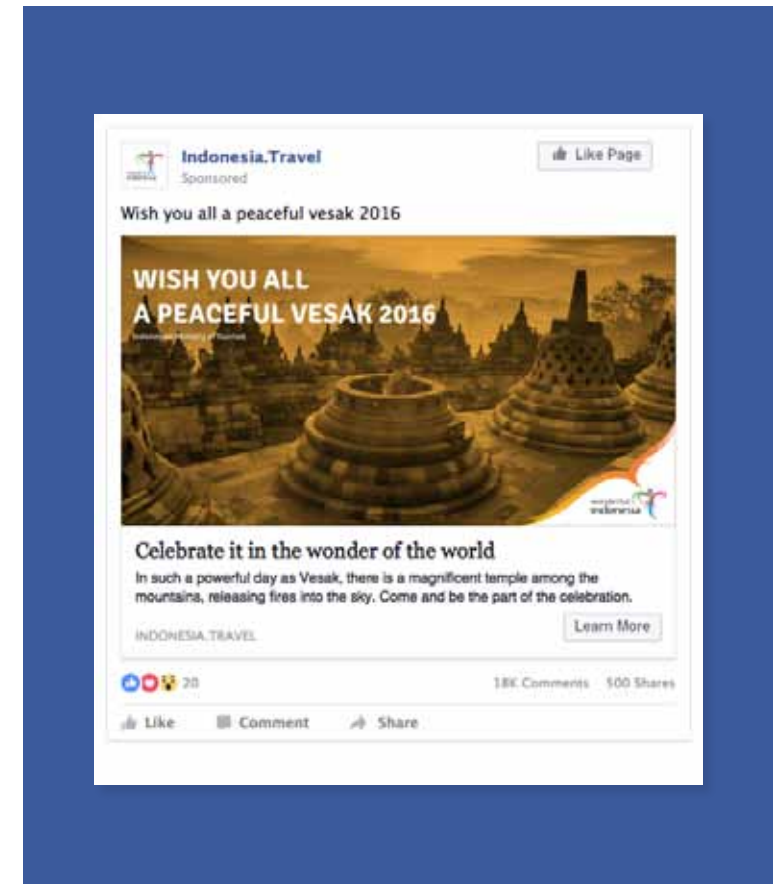 Indonesia.Travel
Sponsored
Like Page
Wish you all a peaceful vesak 2016
WISH YOU ALL
A PEACEFUL VESAK 2016
wonderful
indonesia
Celebrate it in the wonder of the world
In such a powerful day as Vesak, there is a magnificent temple among the
mountains, releasing fires into the sky. Come and be the part of the celebration.
INDONESIA.TRAVEL
Learn More
20
18K Comments 500 Shares
Like Comment Share